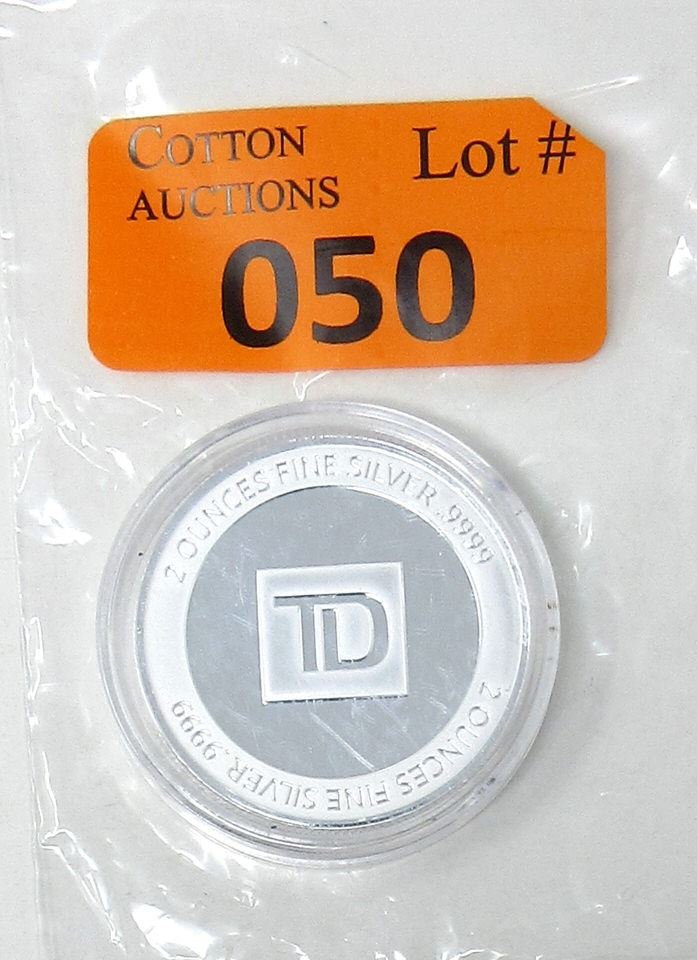 COTTON
AUCTIONS
Lot #
050
2 OUNCES FINE SILVER .9999
TD
2 OUNCES FINE SILVER .9999